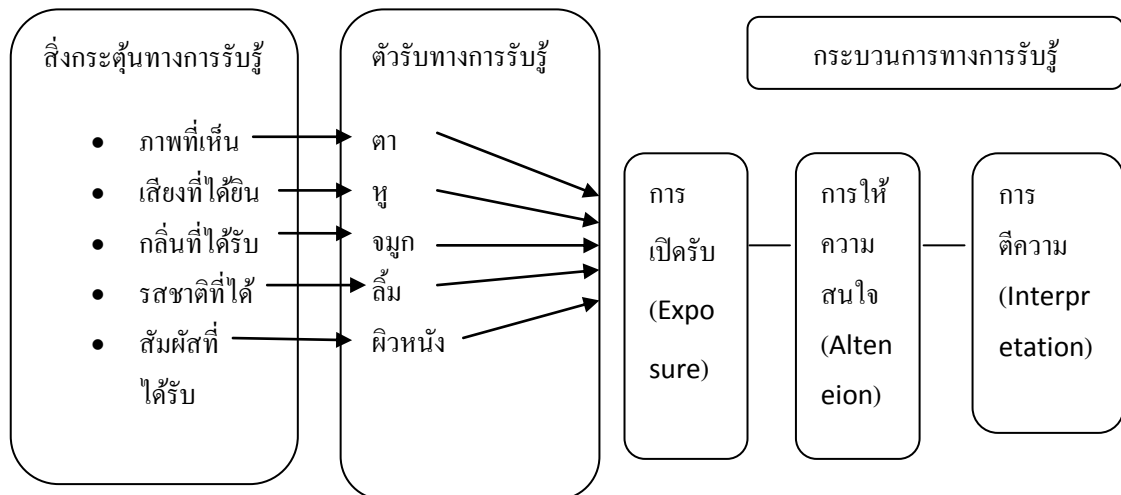 สิ่งกระตุ้นทางการรับรู้
● ภาพที่เห็น
● เสียงที่ได้ยิน
● กลิ่นที่ได้รับ
● รสชาติที่ได้
● สัมผัสที่
ได้รับ
ตัวรับทางการรับรู้
ตา
หู
จมูก
ลิ้ม
ผิวหนัง
กระบวนการทางการรับรู้
การ
เปิดรับ
(Expo
sure)
การให้
ความ
สนใจ
(Alten
eion)
การ
ตีความ
(Interpr
etation)